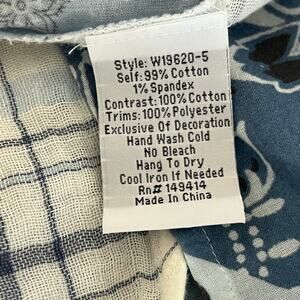 Style: W19620-5
Self: 99% Cotton
1% Spandex
Contrast: 100% Cotton
Trims: 100% Polyester
Exclusive Of Decoration
Hand Wash Cold
No Bleach
Hang To Dry
Cool Iron If Needed
Rn# 149414
Made In China